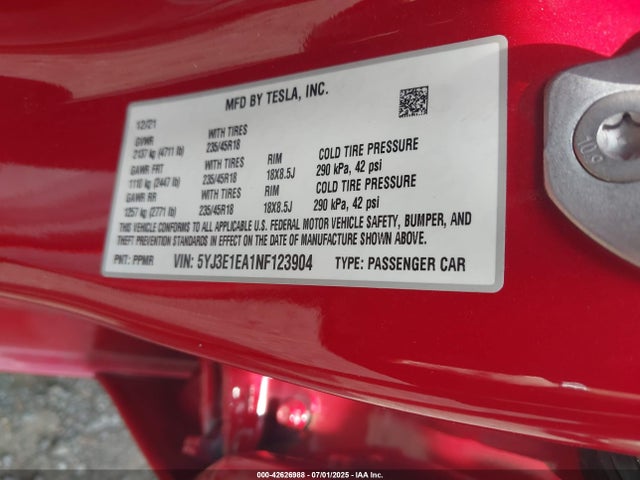 MFD BY TESLA, INC.
12/21
GVWR WITH TIRES
2137 kg (4711 lb) 235/45R18
GAWR FRT WITH TIRES RIM COLD TIRE PRESSURE
1110 kg (2447 lb) 235/45R18 18X8.5J 290 kPa, 42 psi
GAWR RR WITH TIRES RIM COLD TIRE PRESSURE
1257 kg (2771 lb) 235/45R18 18X8.5J 290 kPa, 42 psi
THIS VEHICLE CONFORMS TO ALL APPLICABLE U.S. FEDERAL MOTOR VEHICLE SAFETY, BUMPER, AND
THEFT PREVENTION STANDARDS IN EFFECT ON THE DATE OF MANUFACTURE SHOWN ABOVE.
PNT: PPMR VIN: 5YJ3E1EA1NF123904 TYPE: PASSENGER CAR
10.9
000-42626988 - 07/01/2025 - IAA Inc.